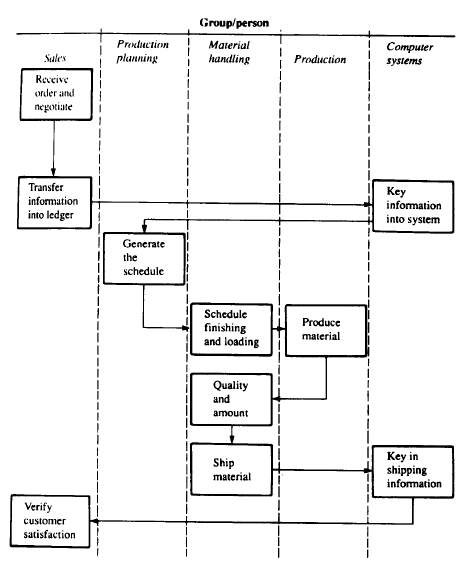 Group/person
Sales
Production
planning
Material
handling
Production
Computer
systems
Receive
order and
negotiate
Transfer
information
into ledger
Key
information
into system
Generate
the
schedule
Schedule
finishing
and loading
Produce
material
Quality
and
amount
Ship
material
Key in
shipping
information
Verify
customer
satisfaction